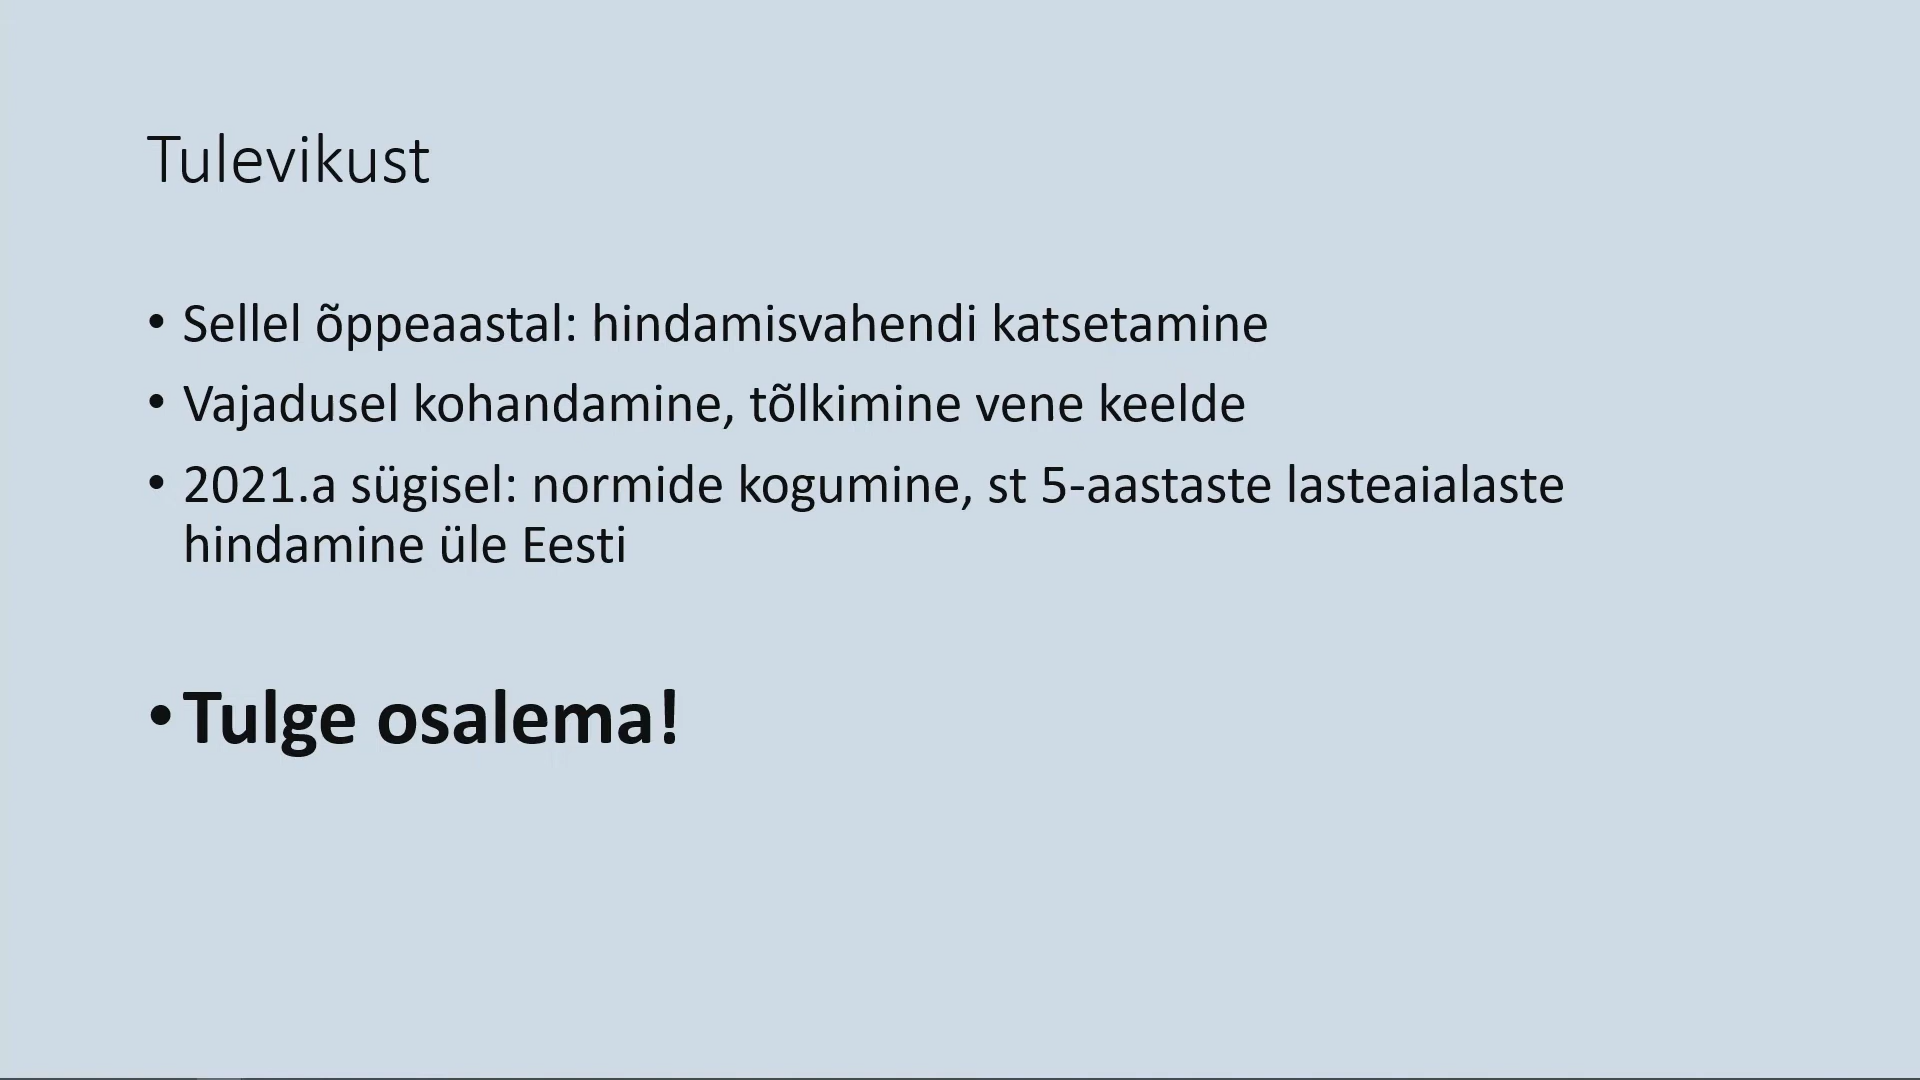 Tulevikust
• Sellel õppeaastal: hindamisvahendi katsetamine
• Vajadusel kohandamine, tõlkimine vene keelde
• 2021.a sügisel: normide kogumine, st 5-aastaste lasteaialaste
hindamine üle Eesti
• Tulge osalema!